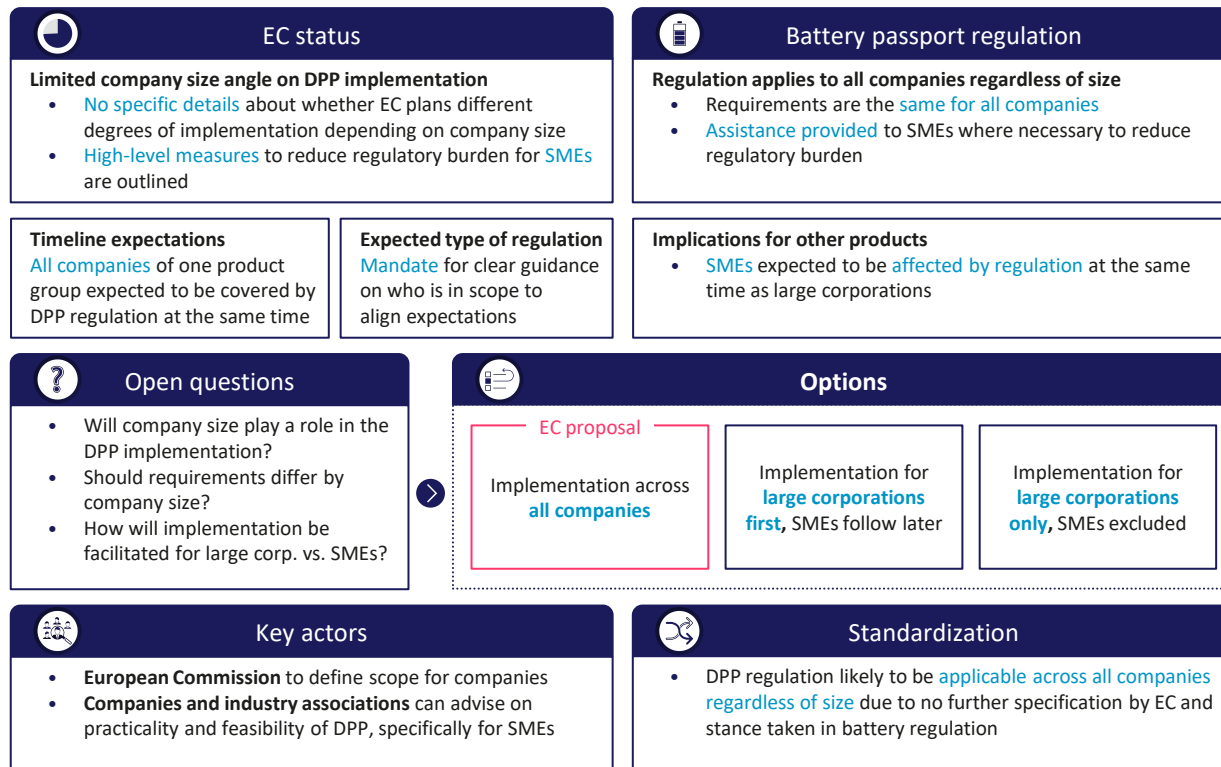 EC status
Limited company size angle on DPP implementation
• No specific details about whether EC plans different
degrees of implementation depending on company size
• High-level measures to reduce regulatory burden for SMEs
are outlined
Battery passport regulation
Regulation applies to all companies regardless of size
• Requirements are the same for all companies
• Assistance provided to SMEs where necessary to reduce
regulatory burden
Timeline expectations
All companies of one product
group expected to be covered by
DPP regulation at the same time
Expected type of regulation
Mandate for clear guidance
on who is in scope to
align expectations
Implications for other products
• SMEs expected to be affected by regulation at the same
time as large corporations
Open questions
• Will company size play a role in the
DPP implementation?
• Should requirements differ by
company size?
• How will implementation be
facilitated for large corp. vs. SMEs?
Options
EC proposal
Implementation across
all companies
Implementation for
large corporations
first, SMEs follow later
Implementation for
large corporations
only, SMEs excluded
Key actors
• European Commission to define scope for companies
• Companies and industry associations can advise on
practicality and feasibility of DPP, specifically for SMEs
Standardization
• DPP regulation likely to be applicable across all companies
regardless of size due to no further specification by EC and
stance taken in battery regulation